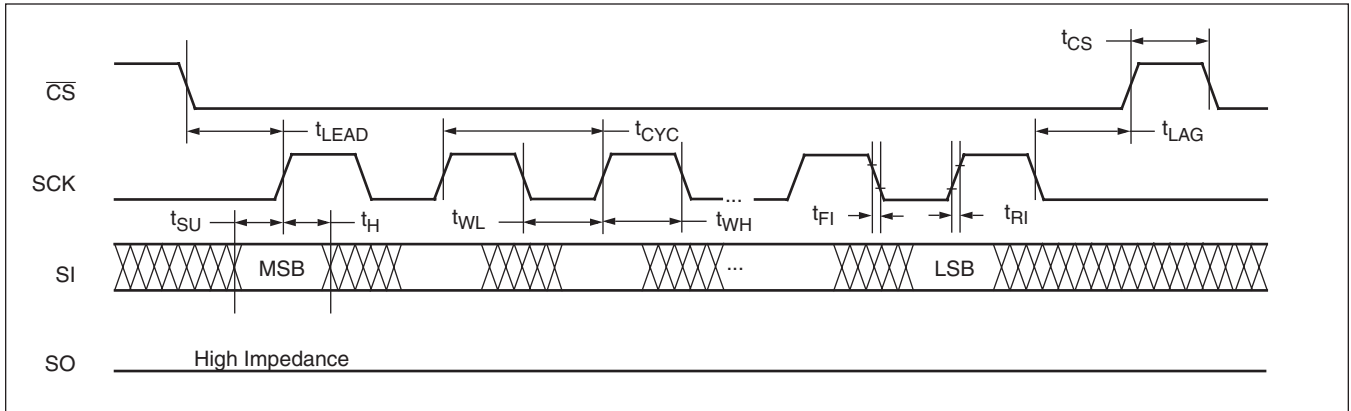 tCS
CS
tLEAD
tCYC
tLAG
SCK
...
tSU
tH
tWL
tWH
tFI
tRI
SI
MSB
...
LSB
SO
High Impedance